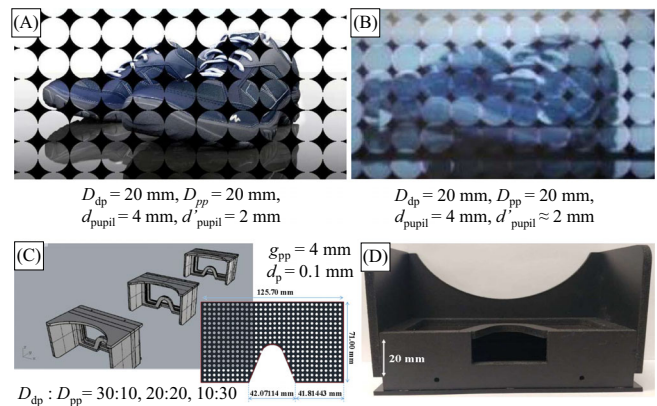 (A)
(B)
D_dp = 20 mm, D_pp = 20 mm,
d_pupil = 4 mm, d'_pupil = 2 mm
D_dp = 20 mm, D_pp = 20 mm,
d_pupil = 4 mm, d'_pupil ≈ 2 mm
(C)
g_pp = 4 mm
d_p = 0.1 mm
125.70 mm
71.00 mm
42.07114 mm
41.81443 mm
D_dp : D_pp = 30:10, 20:20, 10:30
(D)
20 mm